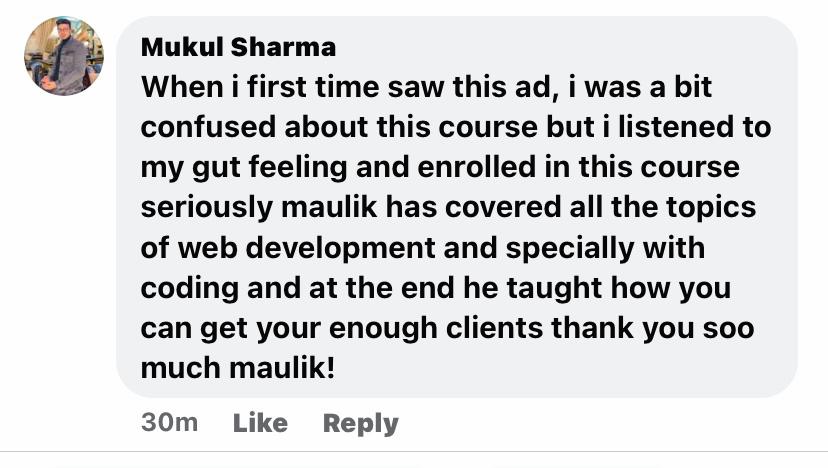 Mukul Sharma
When i first time saw this ad, i was a bit
confused about this course but i listened to
my gut feeling and enrolled in this course
seriously maulik has covered all the topics
of web development and specially with
coding and at the end he taught how you
can get your enough clients thank you soo
much maulik!
30m Like Reply